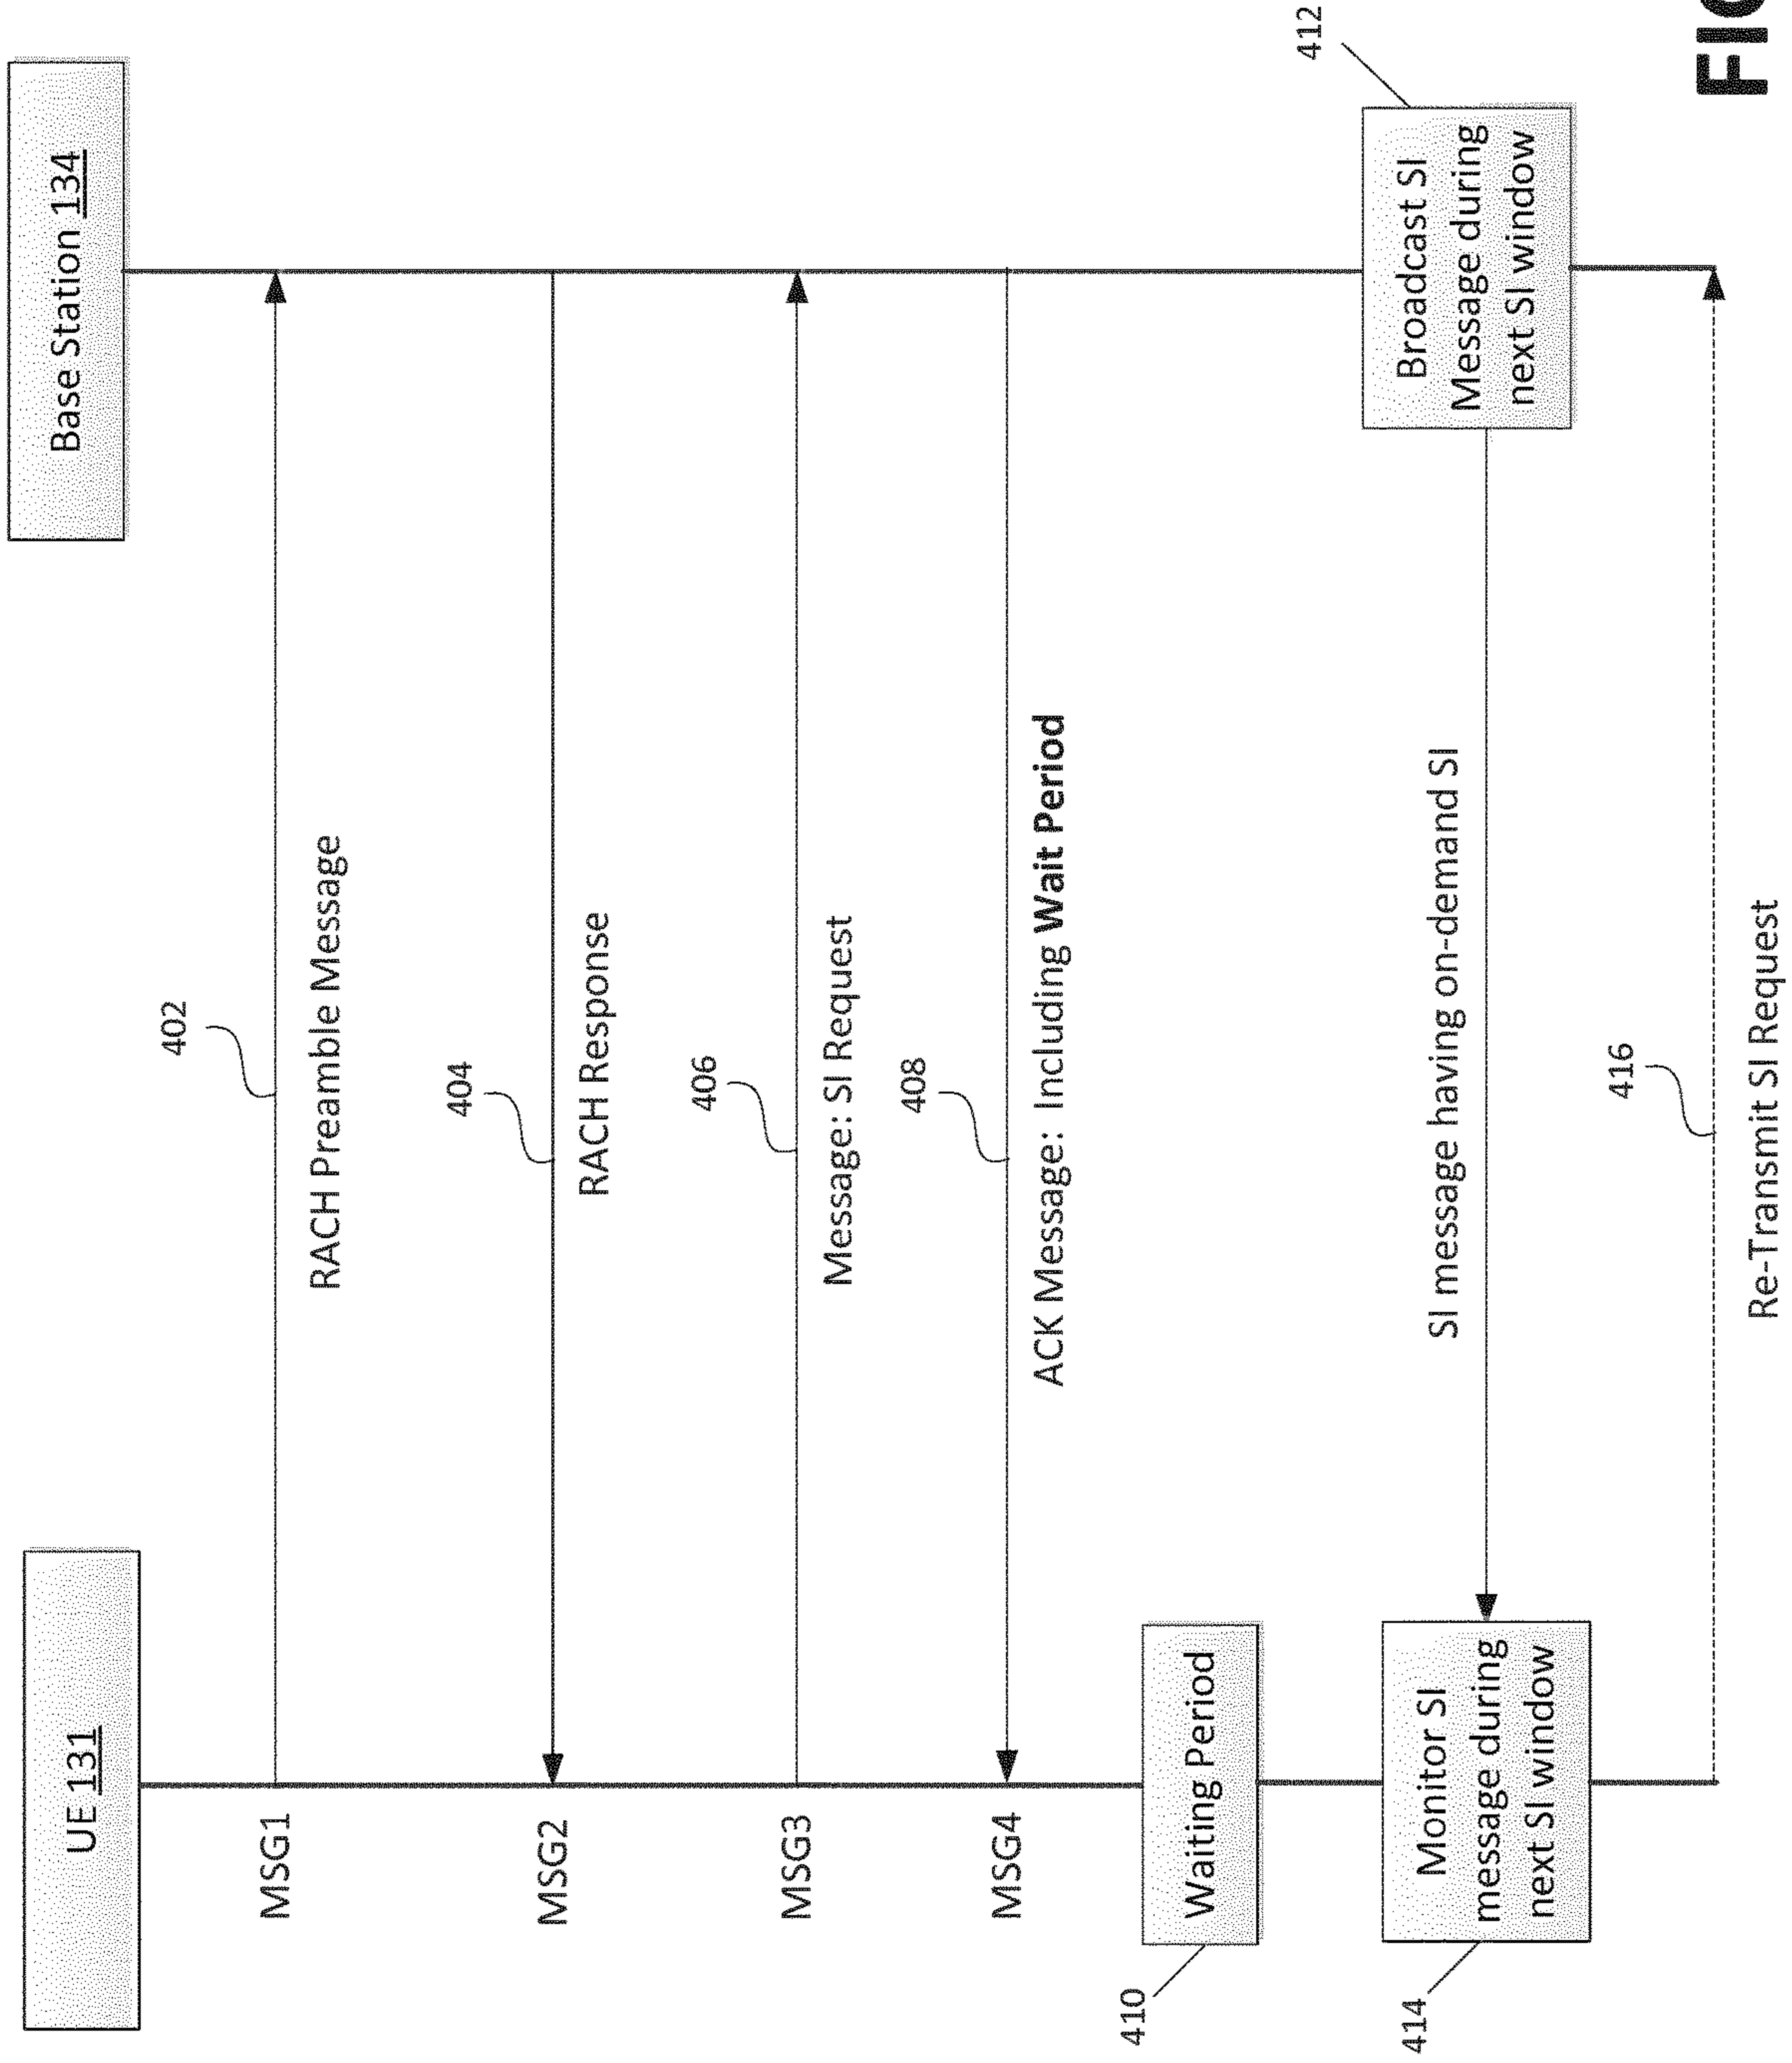 UE 131
Base Station 134
MSG1
402
RACH Preamble Message
MSG2
404
RACH Response
MSG3
406
Message: SI Request
MSG4
408
ACK Message: Including Wait Period
410
Waiting Period
412
Broadcast SI
Message during
next SI window
SI message having on-demand SI
414
Monitor SI
message during
next SI window
416
Re-Transmit SI Request